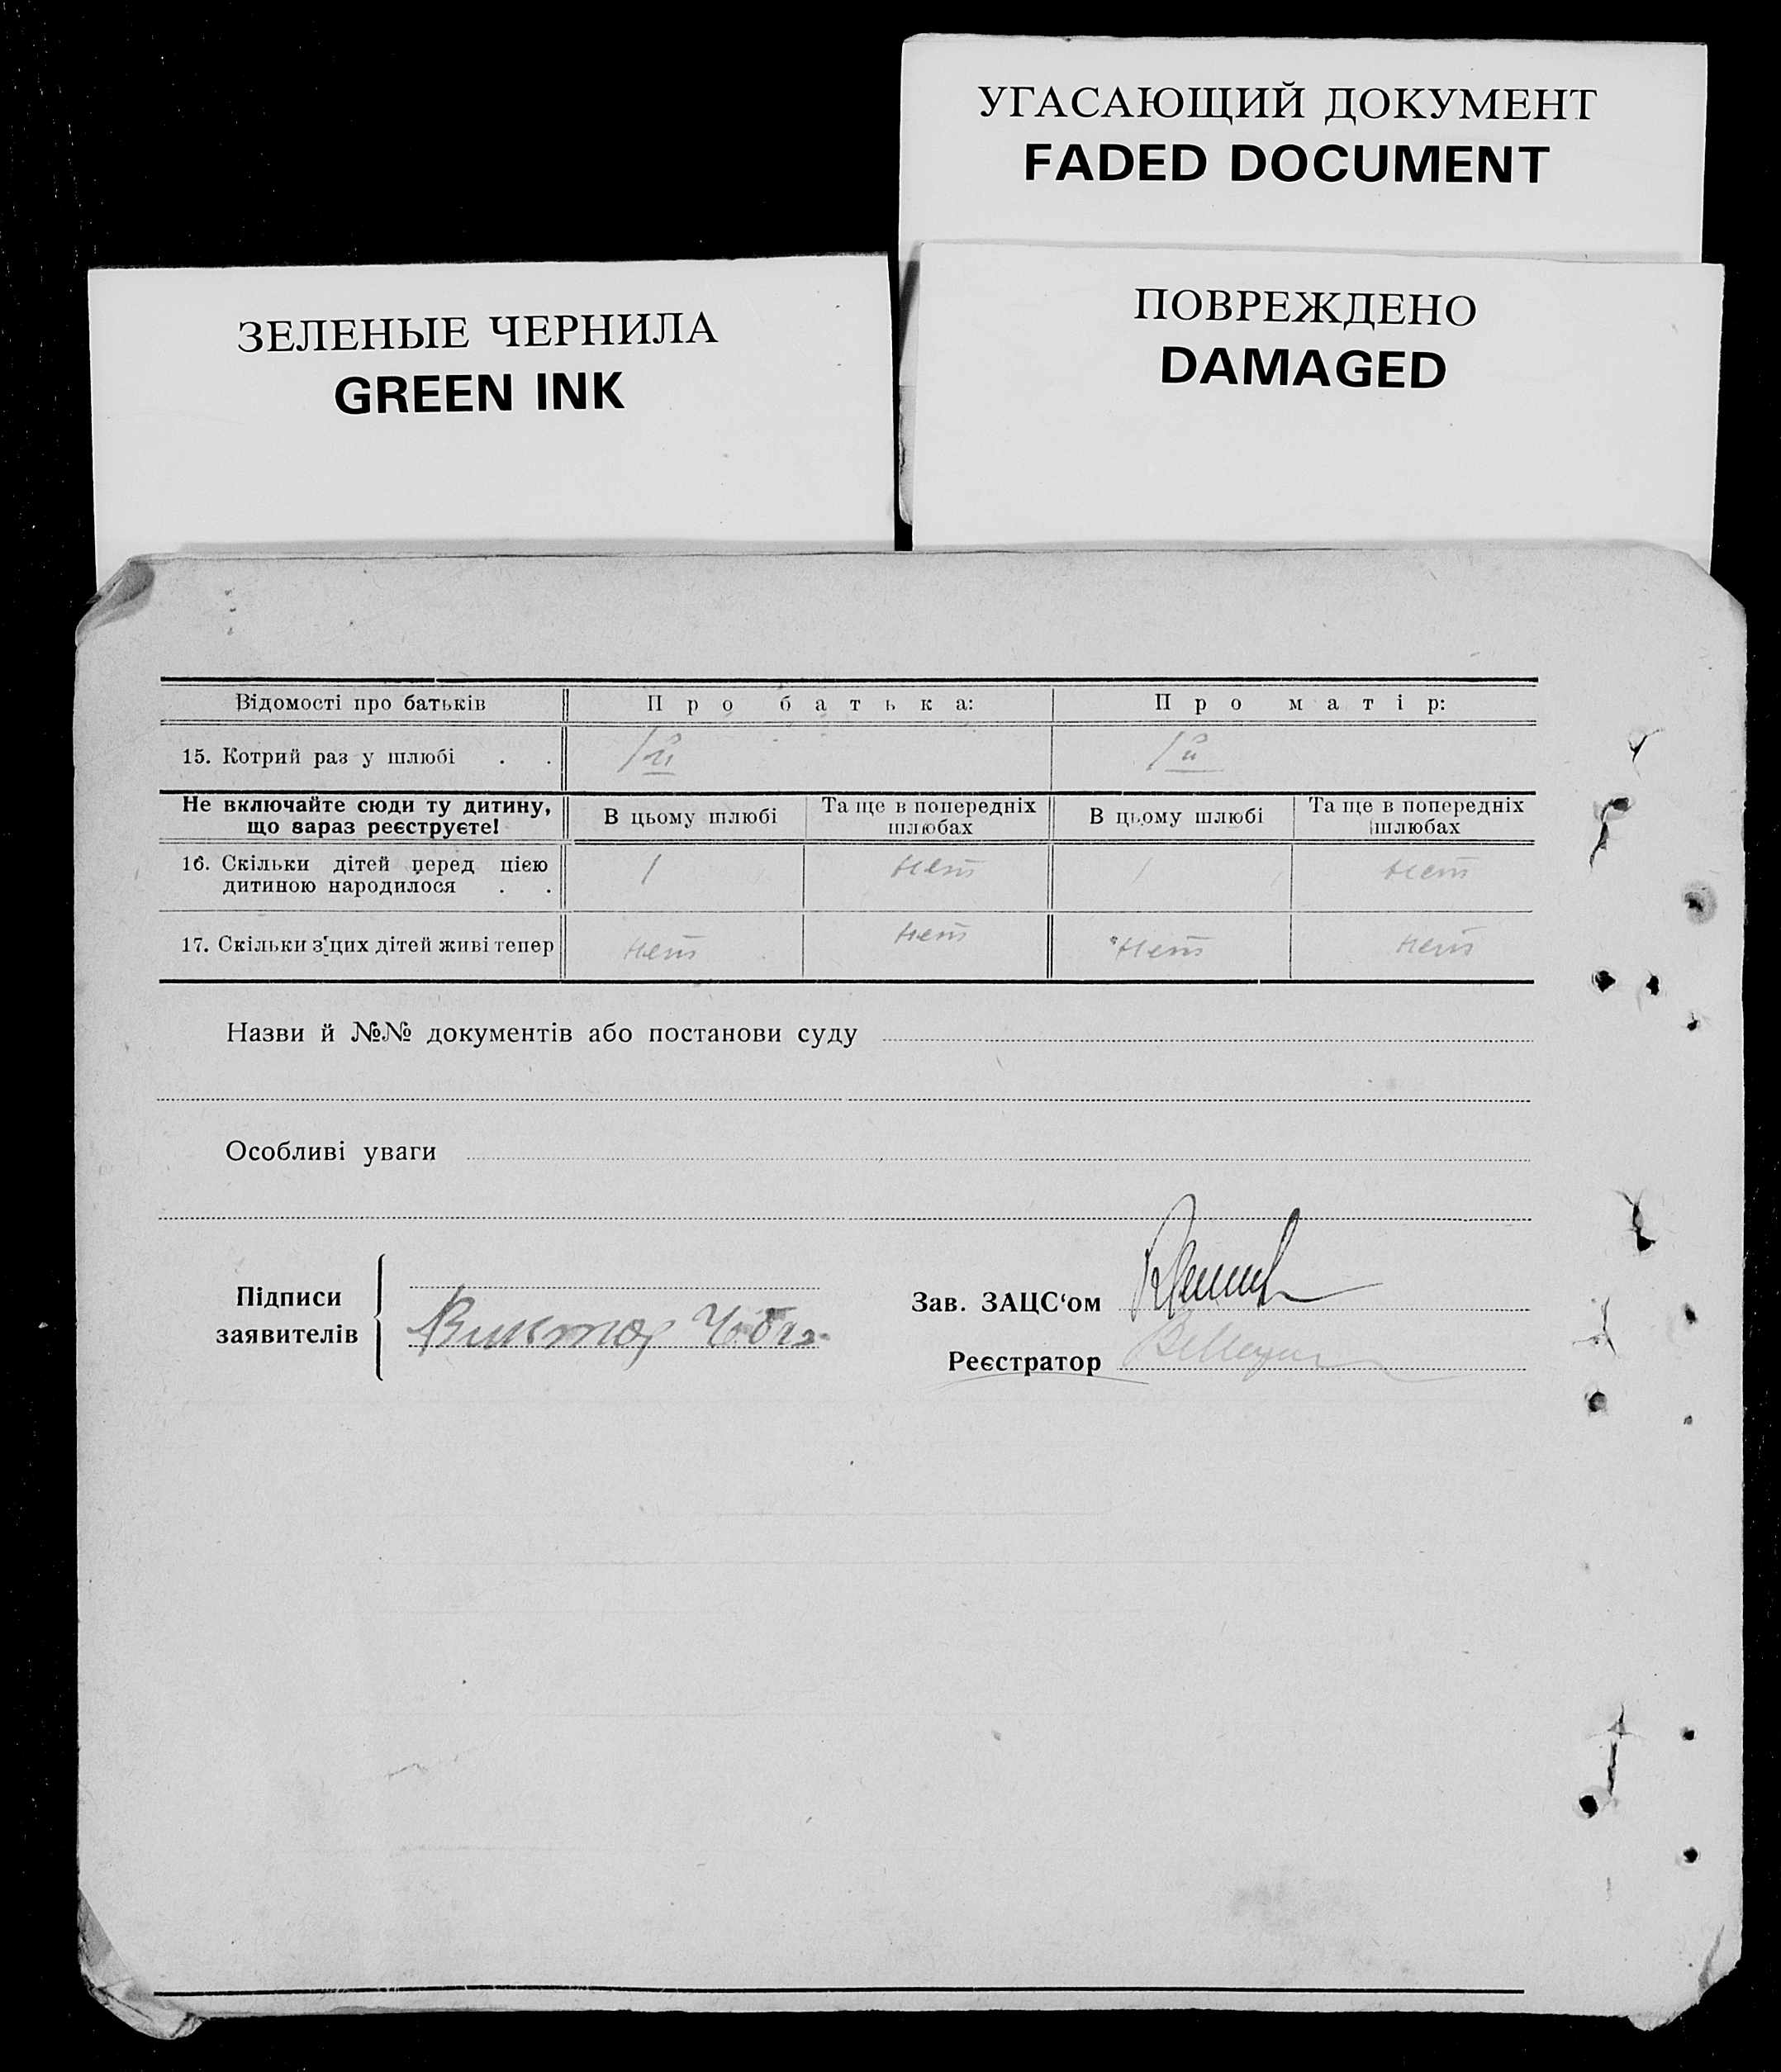 УГАСАЮЩИЙ ДОКУМЕНТ
FADED DOCUMENT
ЗЕЛЕНЫЕ ЧЕРНИЛА
GREEN INK
ПОВРЕЖДЕНО
DAMAGED
Відомості про батьків Про батька: Про матір:
15. Котрий раз у шлюбі . . Iй Iй
Не включайте сюди ту дитину, що зараз реєструєте!
В цьому шлюбі Та ще в попередніх шлюбах В цьому шлюбі Та ще в попередніх шлюбах
16. Скільки дітей перед цією
дитиною народилося . . 1 нет 1 нет
17. Скільки з цих дітей живі тепер нет нет нет нет
Назви й №№ документів або постанови суду
Особливі уваги
Підписи
заявителів
Виктор
Зав. ЗАЦС‘ом
Реєстратор